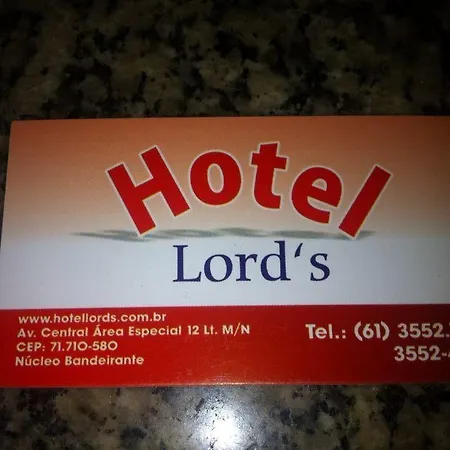 Hotel
Lord's
www.hotellords.com.br
Av. Central Área Especial 12 Lt. M/N
CEP: 71.710-580
Núcleo Bandeirante
Tel.: (61) 3552.
3552-